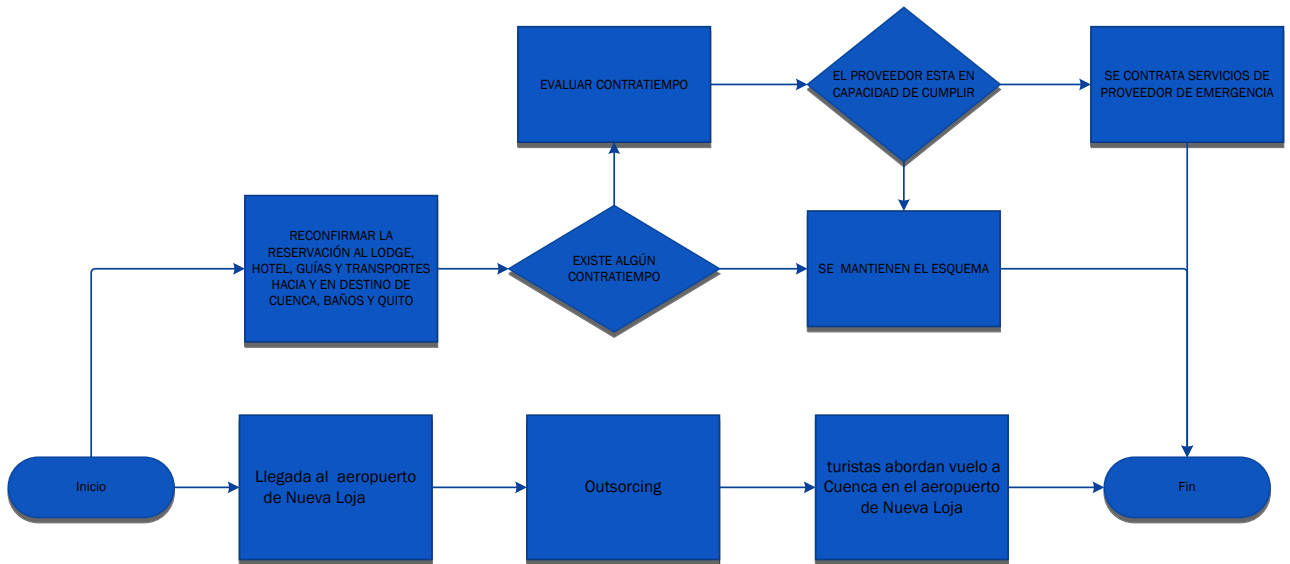 EVALUAR CONTRATIEMPO
EL PROVEEDOR ESTA EN
CAPACIDAD DE CUMPLIR
SE CONTRATA SERVICIOS DE
PROVEEDOR DE EMERGENCIA
RECONFIRMAR LA
RESERVACIÓN AL LODGE,
HOTEL, GUÍAS Y TRANSPORTES
HACIA Y EN DESTINO DE
CUENCA, BAÑOS Y QUITO
EXISTE ALGÚN
CONTRATIEMPO
SE MANTIENEN EL ESQUEMA
Inicio
Llegada al aeropuerto
de Nueva Loja
Outsorcing
turistas abordan vuelo a
Cuenca en el aeropuerto
de Nueva Loja
Fin